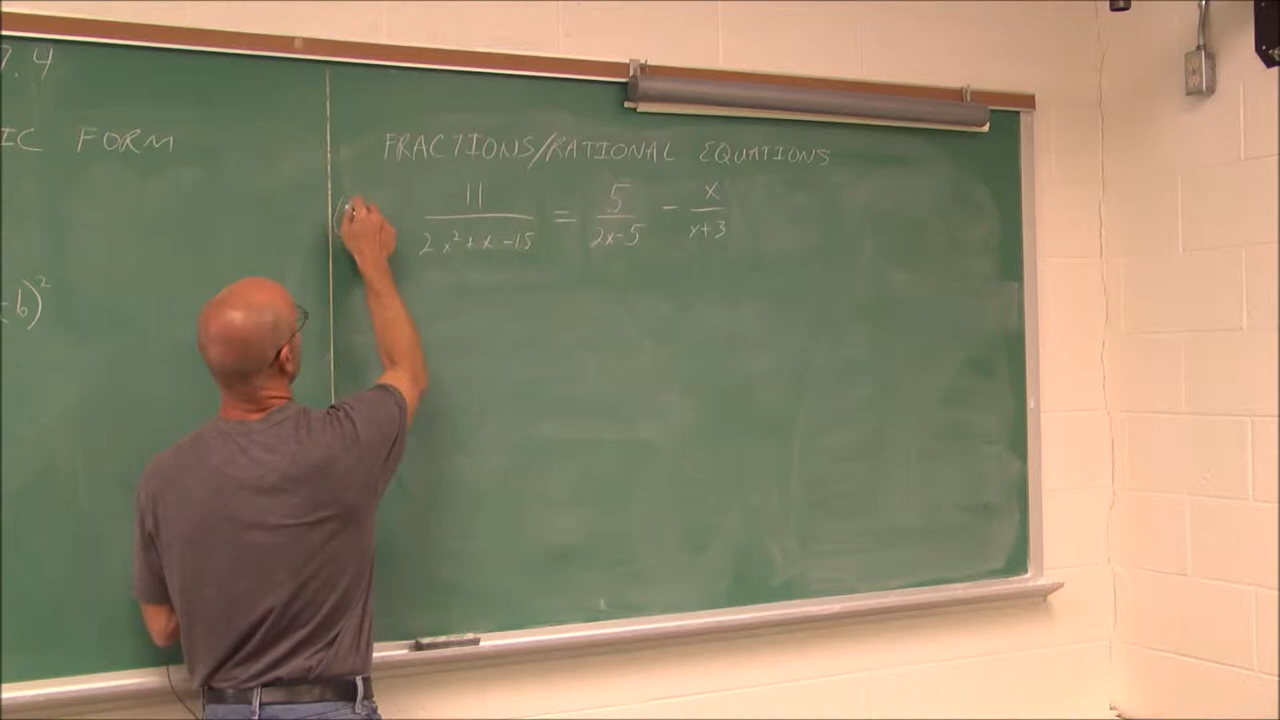 7.4
IC FORM
b)²
FRACTIONS/RATIONAL EQUATIONS
11/(2x²+x-15) = 5/(2x-5) - x/(x+3)